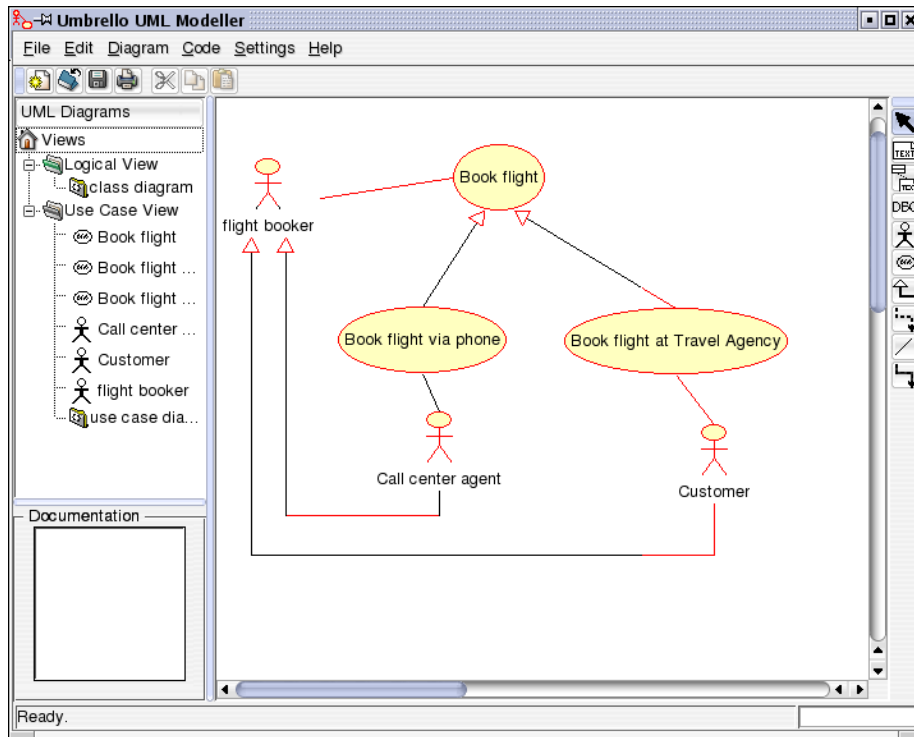 Umbrello UML Modeller
File Edit Diagram Code Settings Help
UML Diagrams
Views
Logical View
class diagram
Use Case View
Book flight
Book flight ...
Book flight ...
Call center ...
Customer
flight booker
use case dia...
Documentation
flight booker
Book flight
Book flight via phone
Book flight at Travel Agency
Call center agent
Customer
TEXT
Ready.